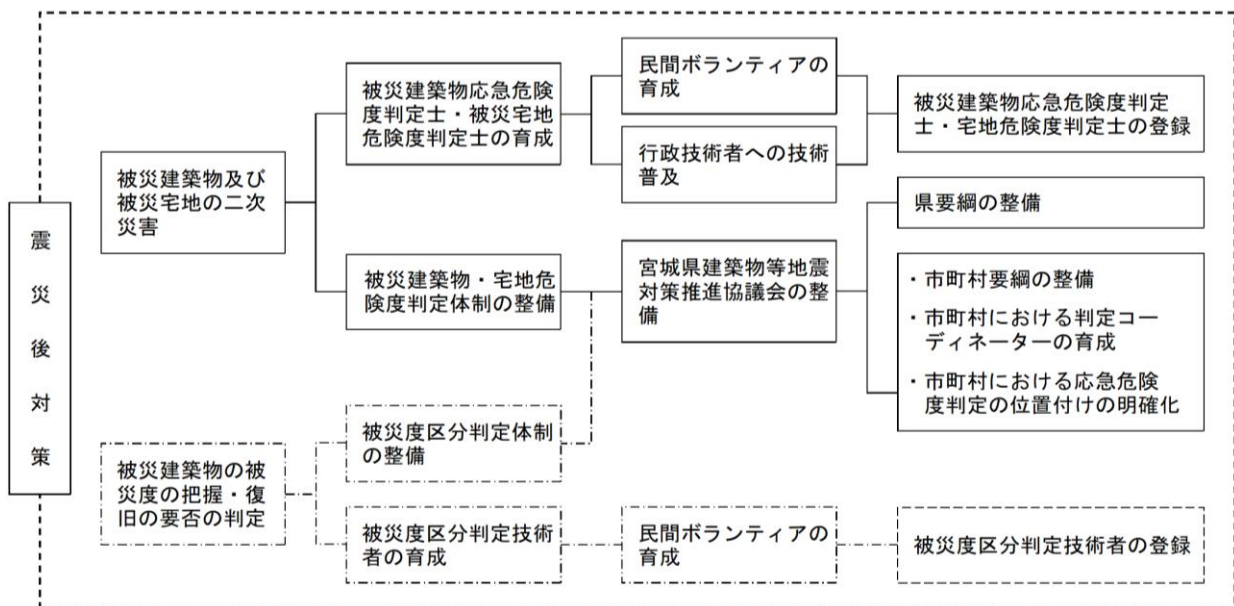 震災後対策
被災建築物及び
被災宅地の二次
災害
被災建築物応急危険
度判定士・被災宅地
危険度判定士の育成
民間ボランティアの
育成
行政技術者への技術
普及
被災建築物応急危険度判定
士・宅地危険度判定士の登録
被災建築物・宅地危
険度判定体制の整備
宮城県建築物等地震
対策推進協議会の整
備
県要綱の整備
・市町村要綱の整備
・市町村における判定コー
ディネーターの育成
・市町村における応急危険
度判定の位置付けの明確化
被災建築物の被
災度の把握・復
旧の要否の判定
被災度区分判定体制
の整備
被災度区分判定技術
者の育成
民間ボランティアの
育成
被災度区分判定技術者の登録